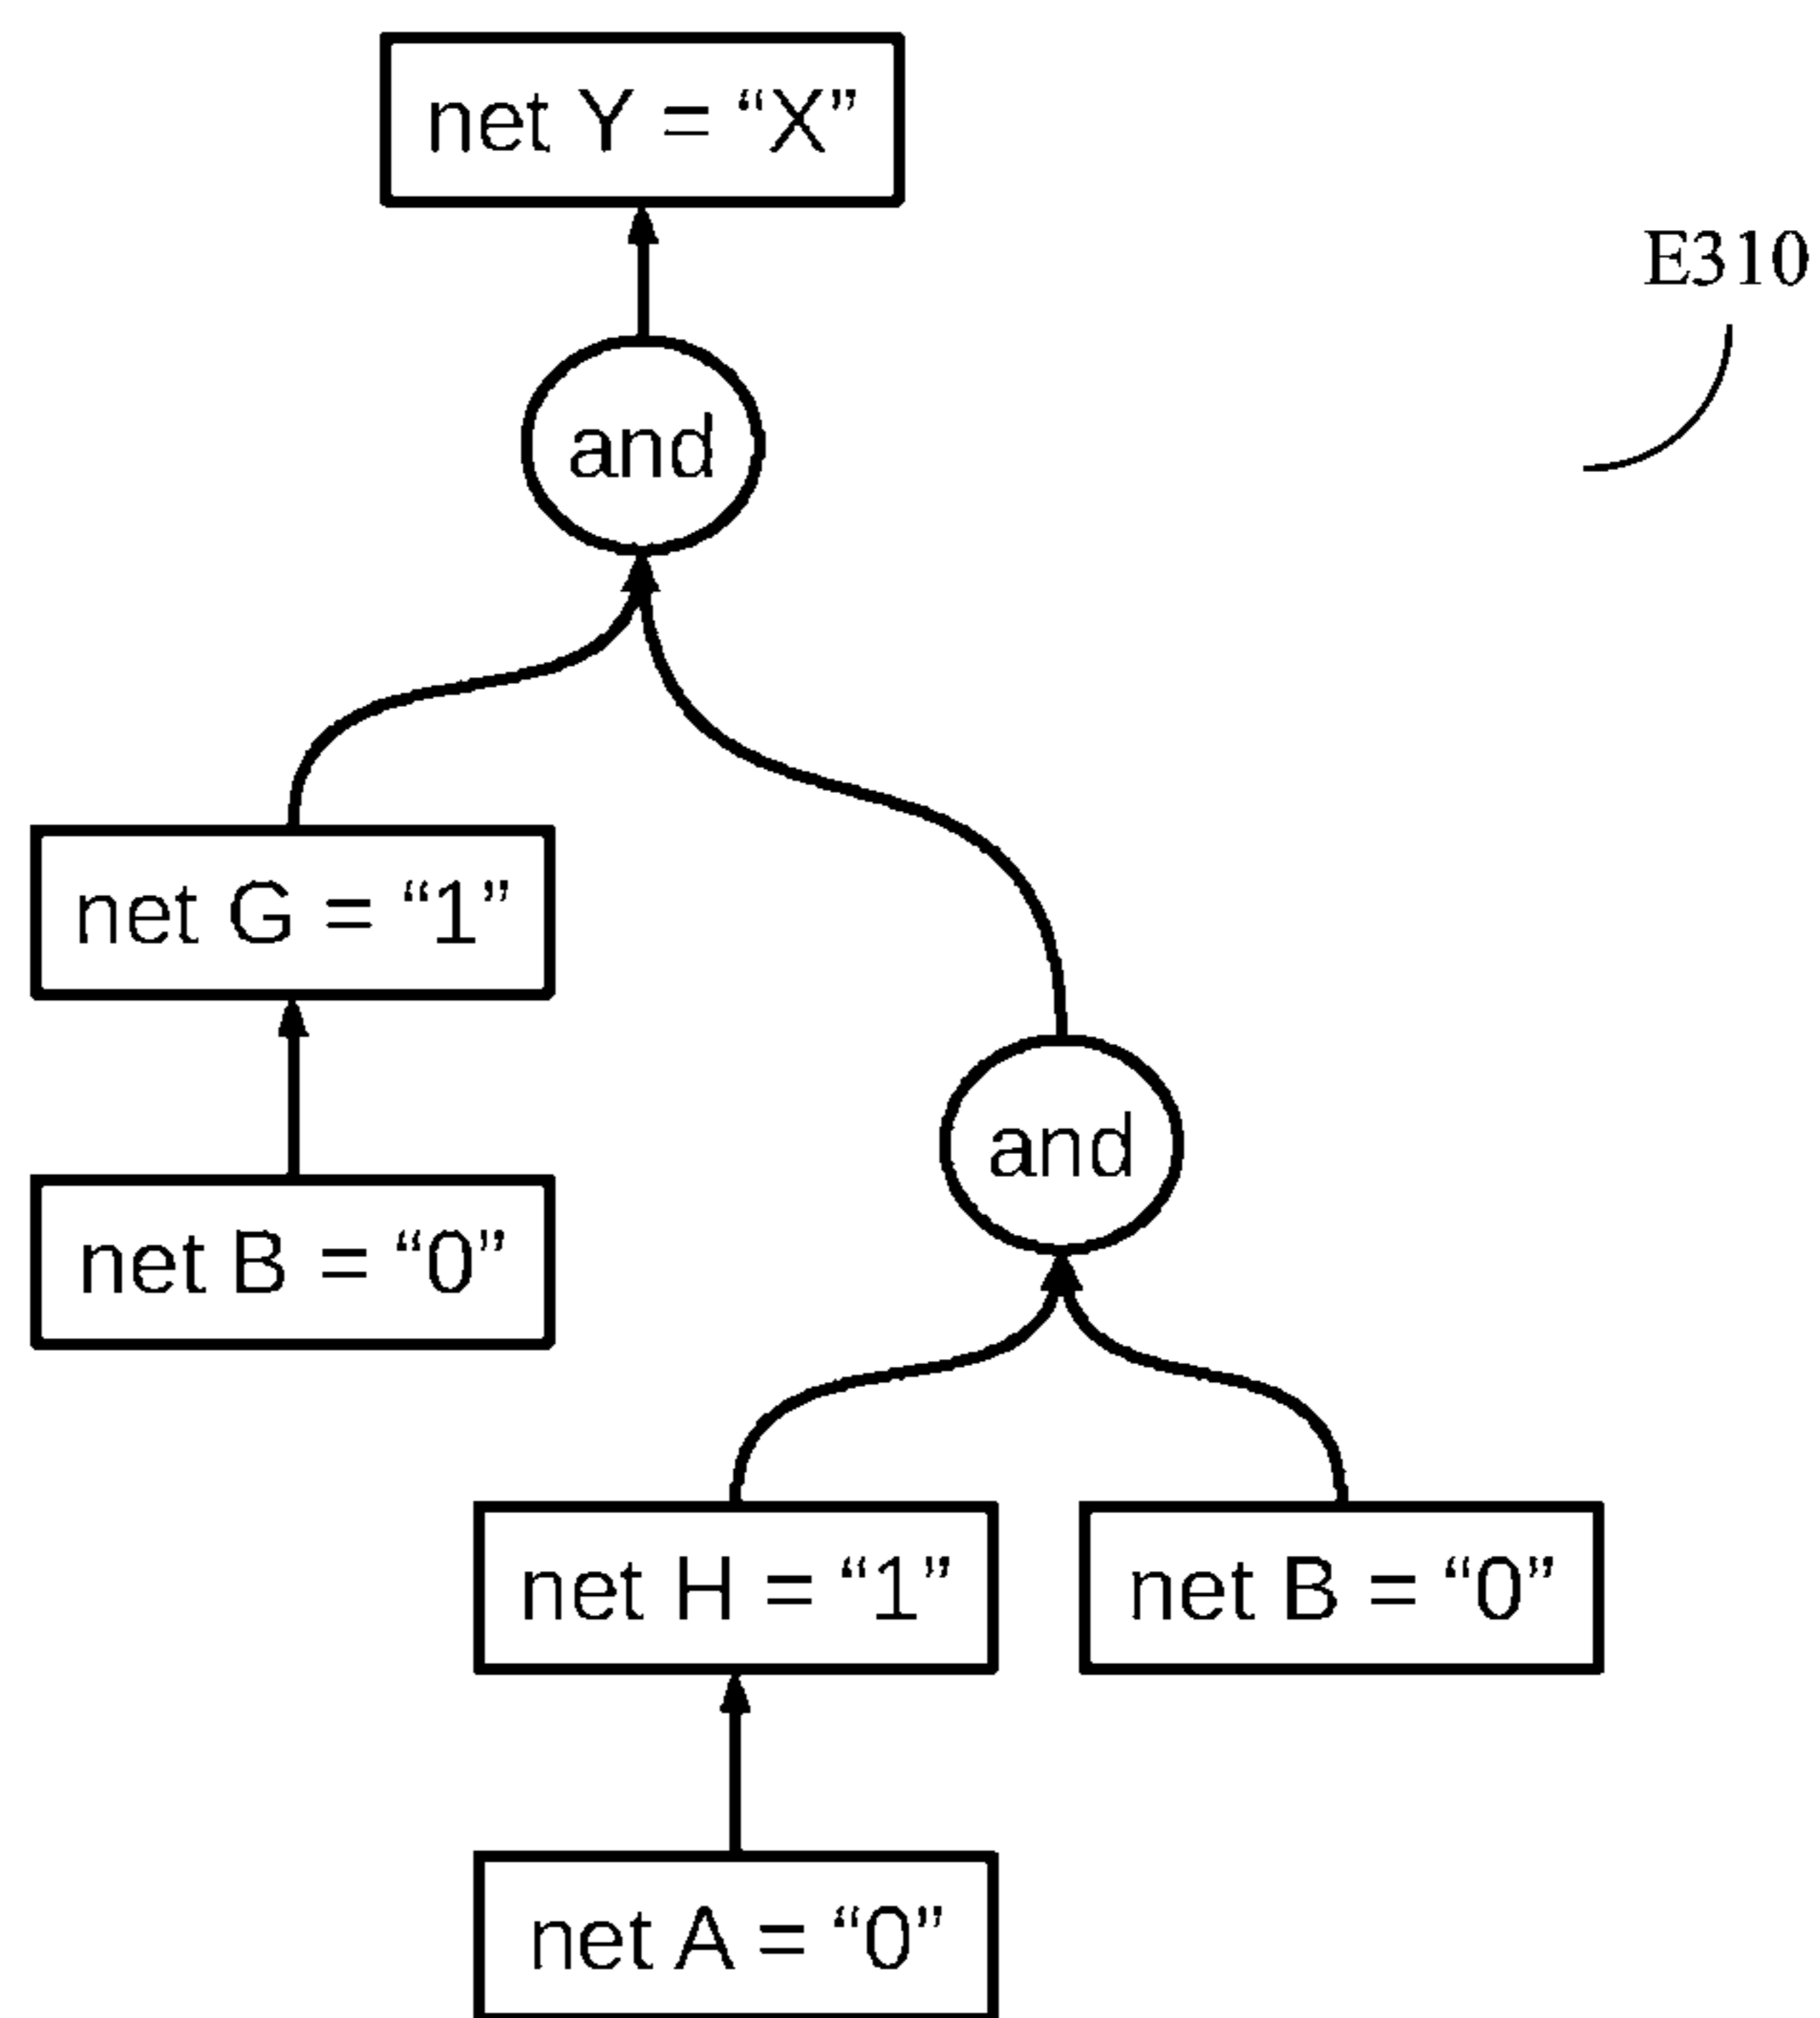 net Y = “X”
E310
and
net G = “1”
and
net B = “0”
net H = “1”
net B = “0”
net A = “0”